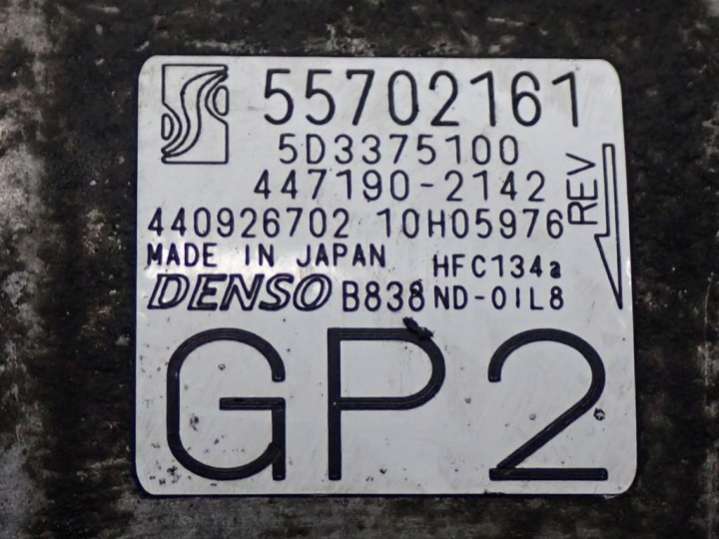 55702161
5D3375100
447190-2142
440926702 10H05976
REV
MADE IN JAPAN HFC134a
DENSO B838 ND-OIL8
GP2